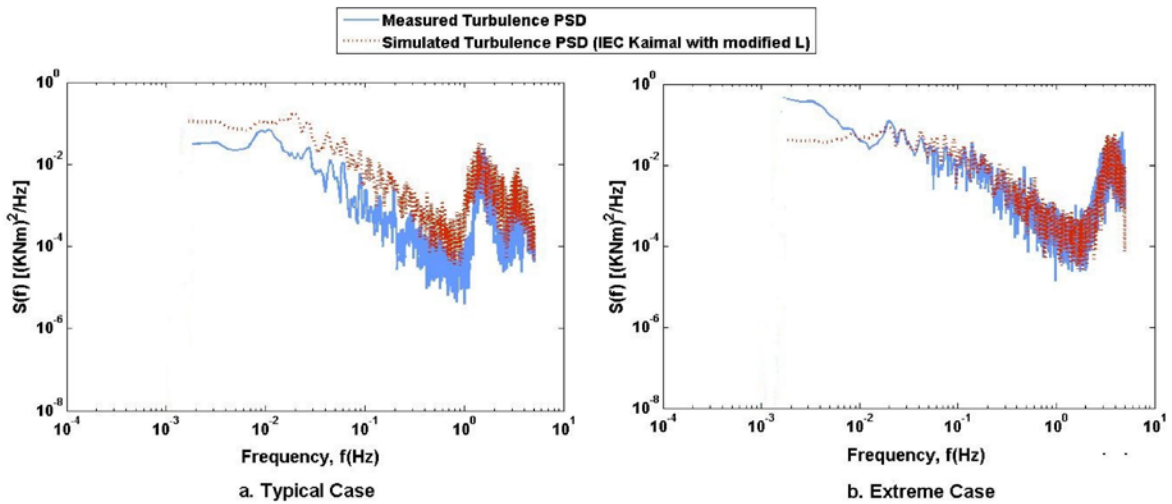 Measured Turbulence PSD
Simulated Turbulence PSD (IEC Kaimal with modified L)
10^0
10^-2
10^-4
10^-6
10^-8
S(f) [(KNm)^2/Hz]
10^-4
10^-3
10^-2
10^-1
10^0
10^1
Frequency, f(Hz)
a. Typical Case
10^0
10^-2
10^-4
10^-6
10^-8
S(f) [(KNm)^2/Hz]
10^-4
10^-3
10^-2
10^-1
10^0
10^1
Frequency, f(Hz)
b. Extreme Case